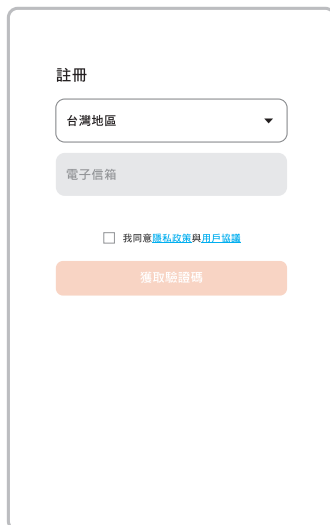 註冊
台灣地區
電子信箱
我同意隱私政策與用戶協議
獲取驗證碼